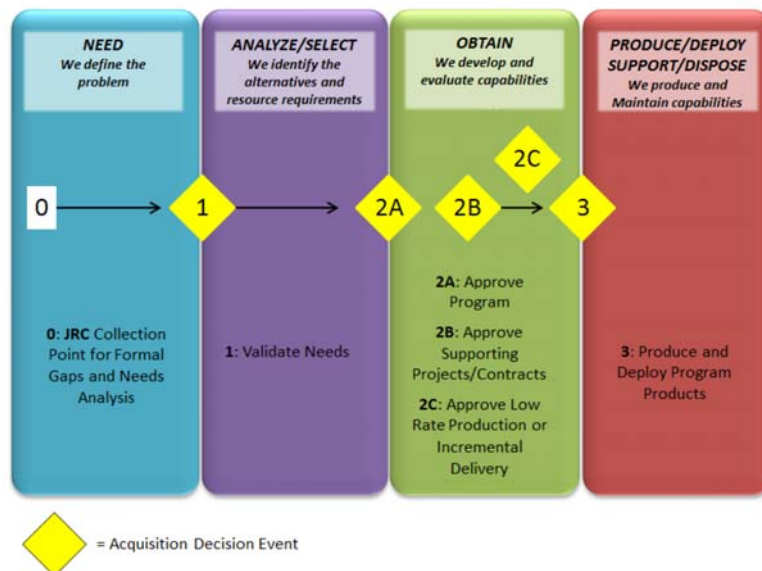 NEED
We define the
problem
ANALYZE/SELECT
We identify the
alternatives and
resource requirements
OBTAIN
We develop and
evaluate capabilities
PRODUCE/DEPLOY
SUPPORT/DISPOSE
We produce and
Maintain capabilities
0
1
2A
2B
2C
3
0: JRC Collection
Point for Formal
Gaps and Needs
Analysis
1: Validate Needs
2A: Approve
Program
2B: Approve
Supporting
Projects/Contracts
2C: Approve Low
Rate Production or
Incremental
Delivery
3: Produce and
Deploy Program
Products
= Acquisition Decision Event